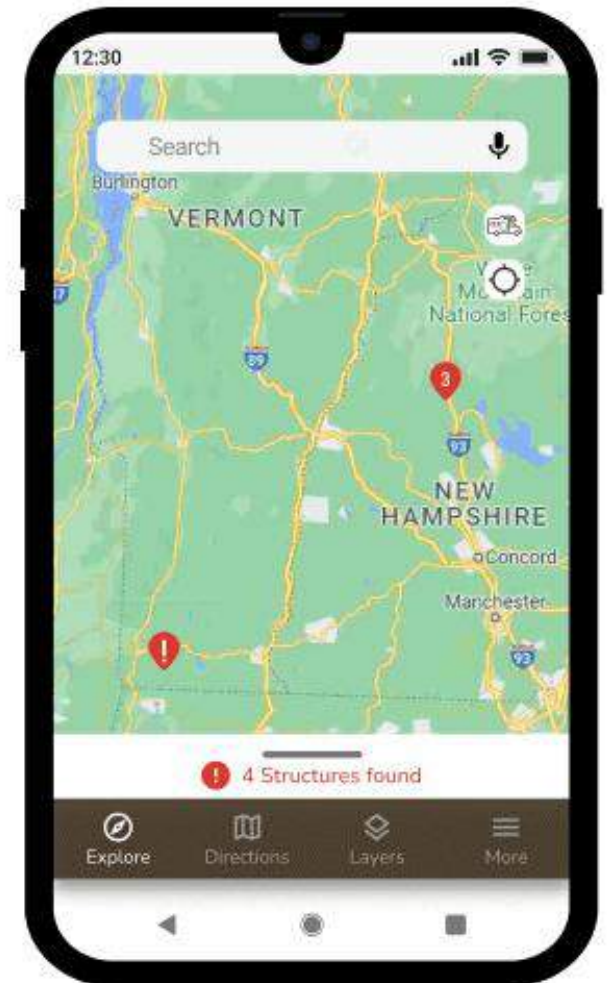 12:30
Search
Burlington
VERMONT
National Fores
89
3
93
NEW
HAMPSHIRE
Concord
Manchester
93
!
! 4 Structures found
Explore
Directions
Layers
More